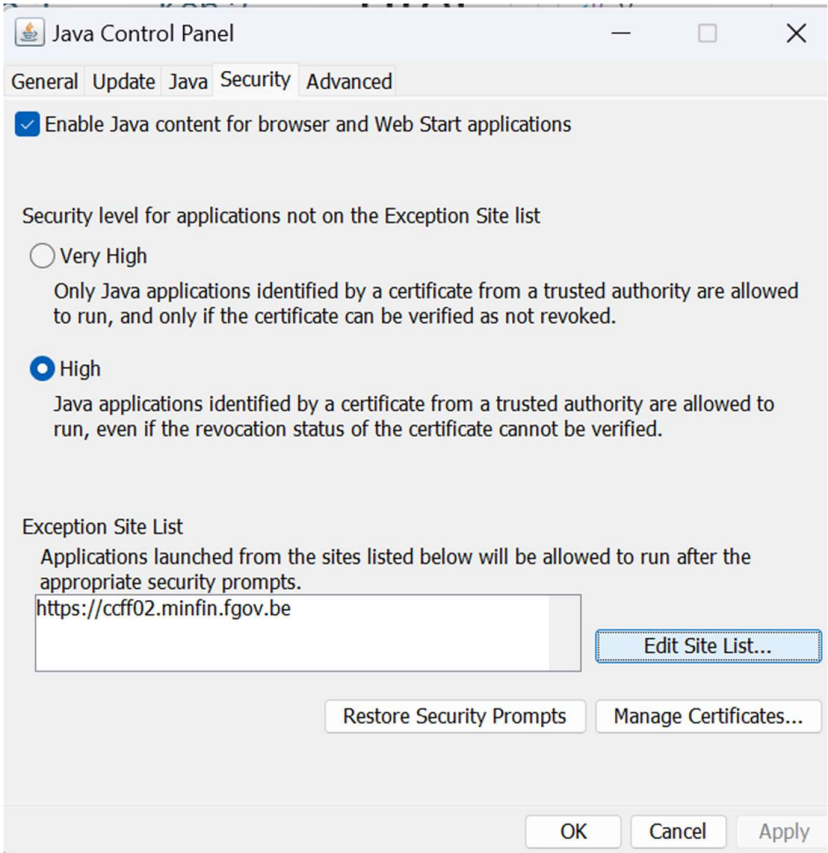 Java Control Panel
General Update Java Security Advanced
Enable Java content for browser and Web Start applications
Security level for applications not on the Exception Site list
Very High
Only Java applications identified by a certificate from a trusted authority are allowed
to run, and only if the certificate can be verified as not revoked.
High
Java applications identified by a certificate from a trusted authority are allowed to
run, even if the revocation status of the certificate cannot be verified.
Exception Site List
Applications launched from the sites listed below will be allowed to run after the
appropriate security prompts.
https://ccff02.minfin.fgov.be
Edit Site List...
Restore Security Prompts Manage Certificates...
OK Cancel Apply